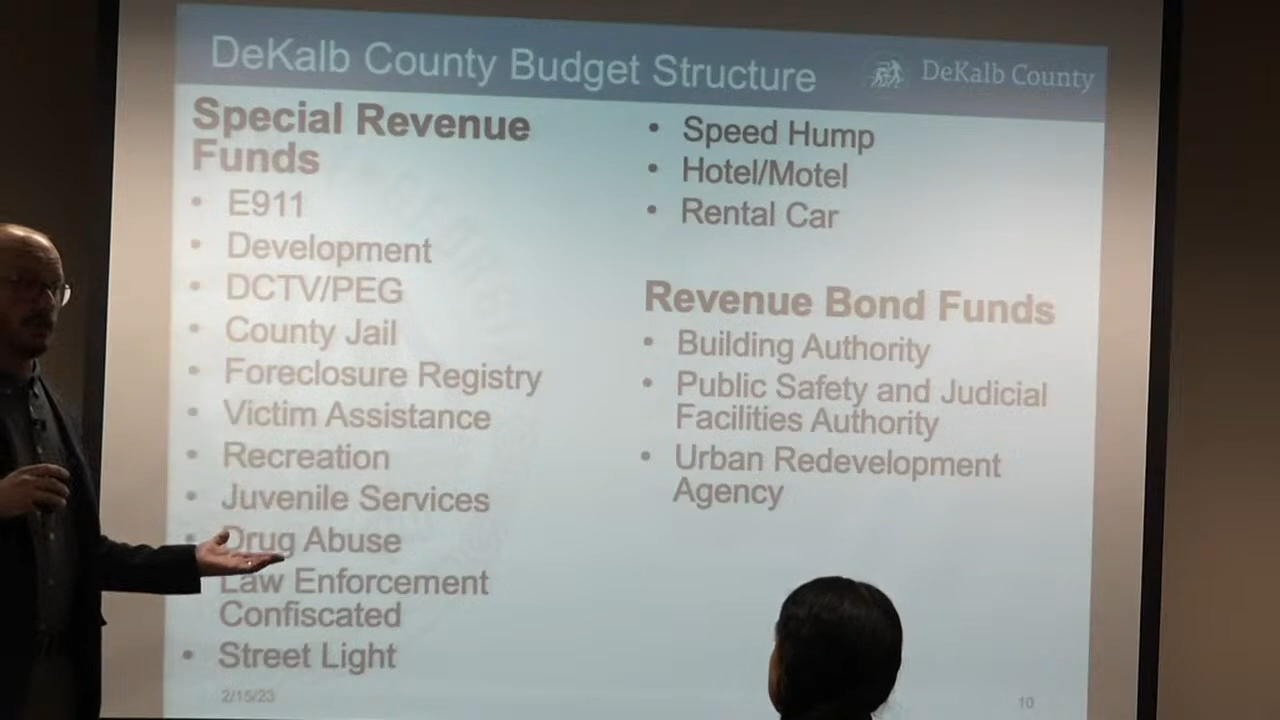 DeKalb County Budget Structure
DeKalb County
Special Revenue
Funds
• E911
• Development
• DCTV/PEG
• County Jail
• Foreclosure Registry
• Victim Assistance
• Recreation
• Juvenile Services
• Drug Abuse
Law Enforcement
Confiscated
• Street Light
• Speed Hump
• Hotel/Motel
• Rental Car
Revenue Bond Funds
• Building Authority
• Public Safety and Judicial
Facilities Authority
• Urban Redevelopment
Agency
2/15/23
10